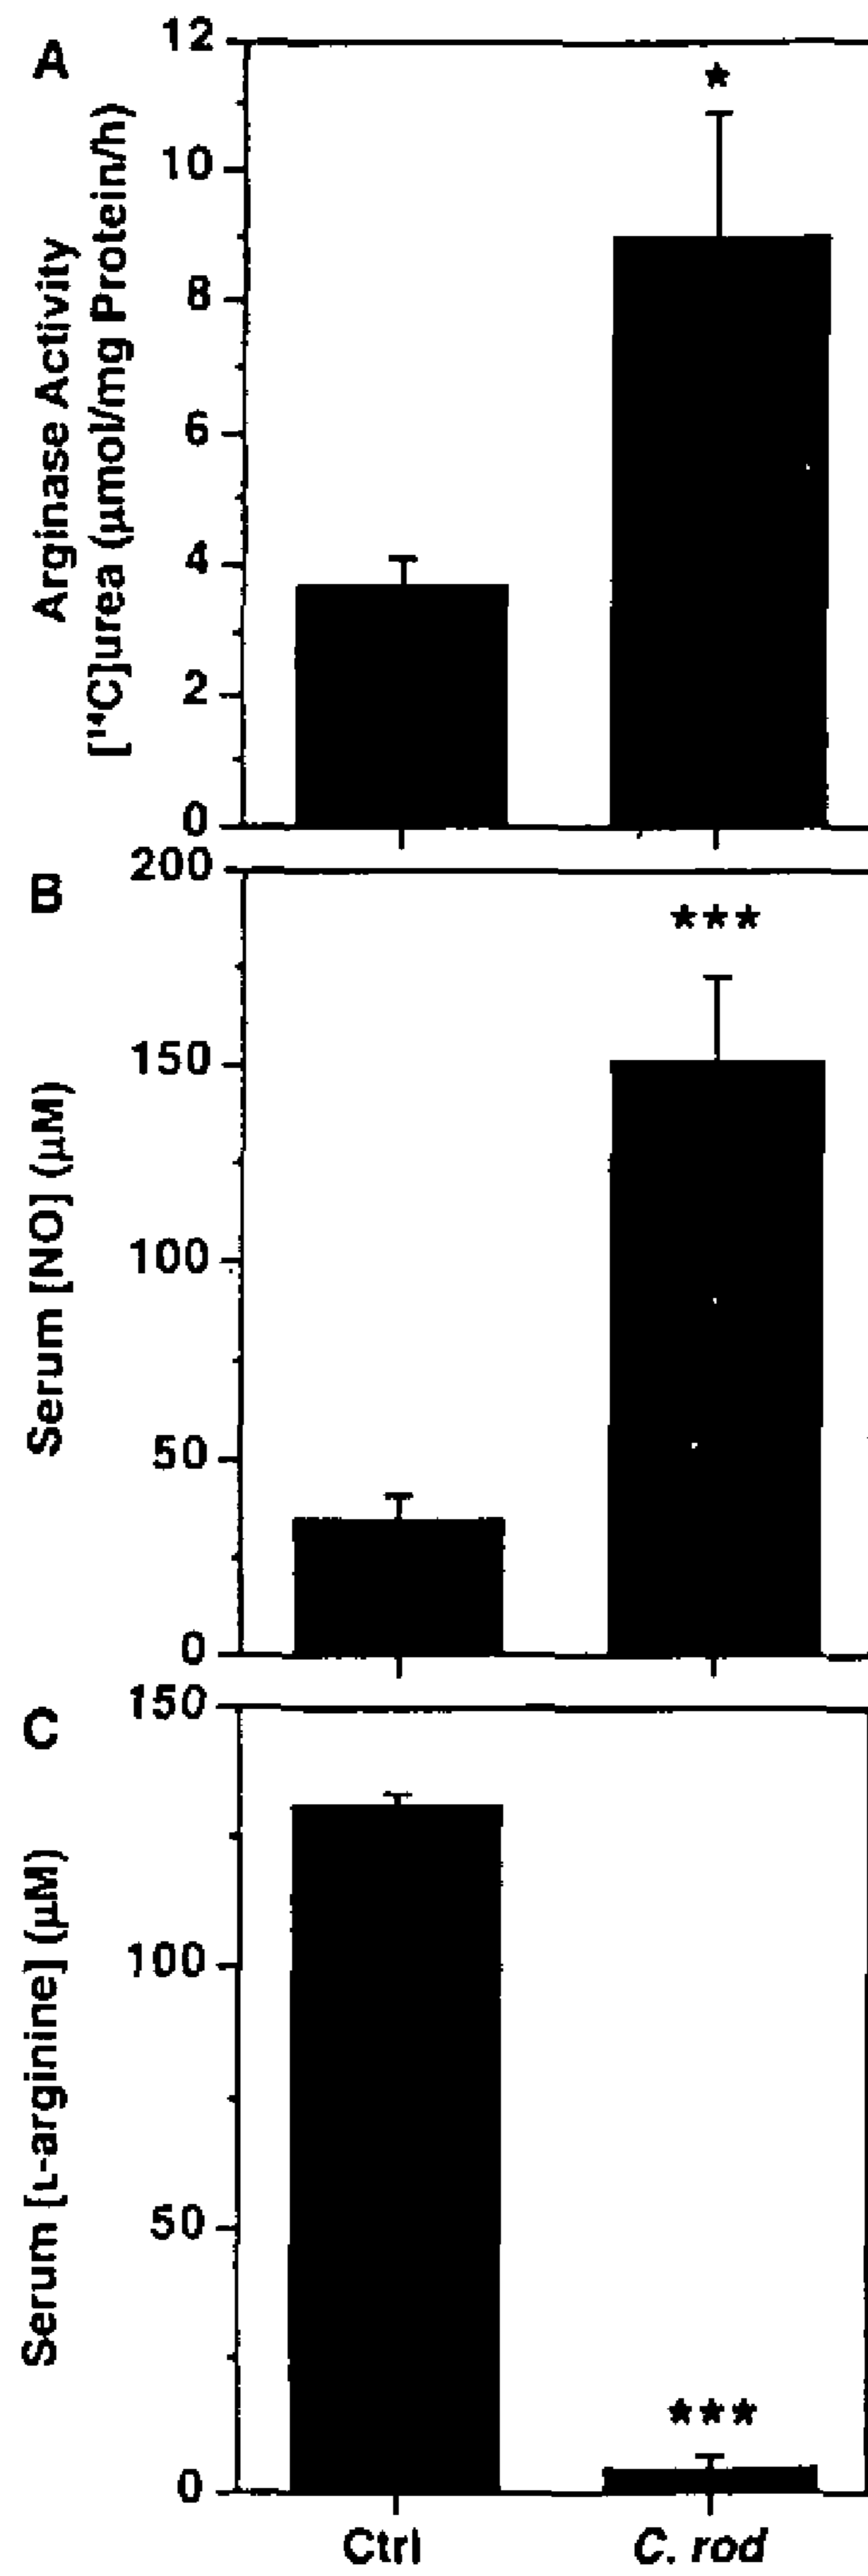 A
Arginase Activity
[¹⁴C]urea (μmol/mg Protein/h)
12
10
8
6
4
2
0
*
B
Serum [NO] (μM)
200
150
100
50
0
***
C
Serum [ʟ-arginine] (μM)
150
100
50
0
***
Ctrl C. rod